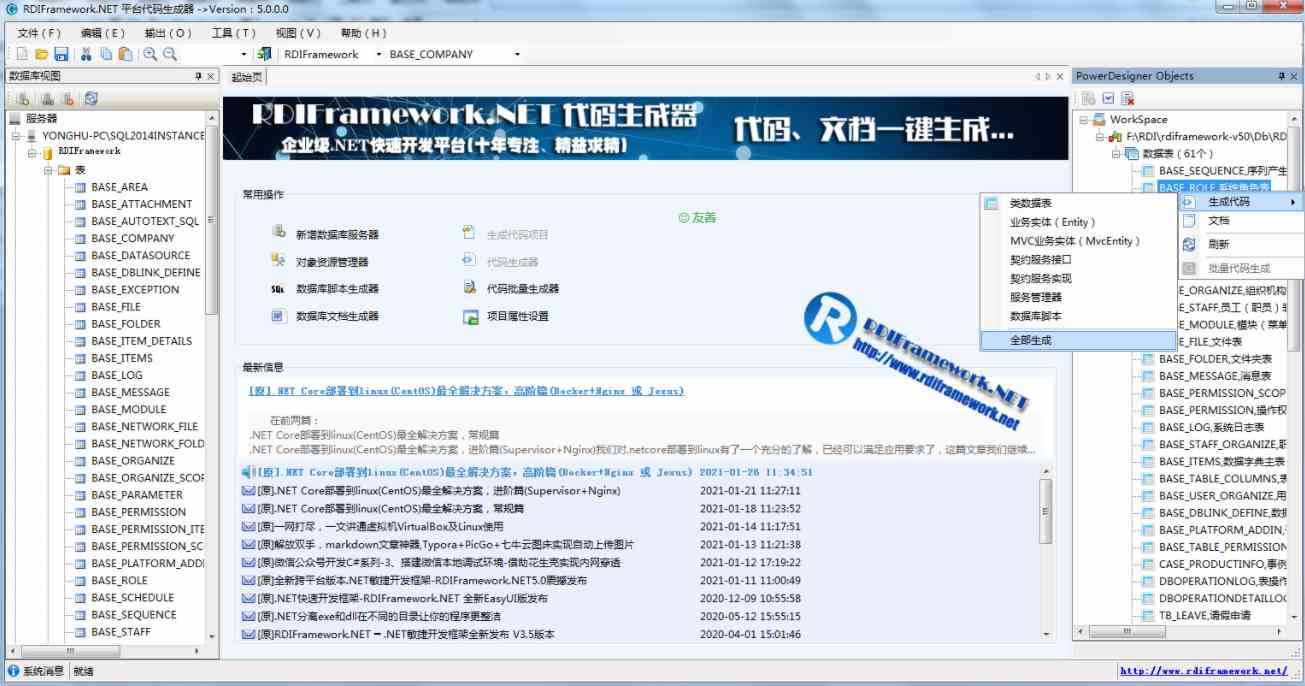 RDIFramework.NET 平台代码生成器 ->Version : 5.0.0.0
文件(F) 编辑(E) 输出(O) 工具(T) 视图(V) 帮助(H)
RDIFramework BASE_COMPANY
数据库视图
服务器
YONGHU-PC\SQL2014INSTANCE
RDIFramework
表
BASE_AREA
BASE_ATTACHMENT
BASE_AUTOTEXT_SQL
BASE_COMPANY
BASE_DATASOURCE
BASE_DBLINK_DEFINE
BASE_EXCEPTION
BASE_FILE
BASE_FOLDER
BASE_ITEM_DETAILS
BASE_ITEMS
BASE_LOG
BASE_MESSAGE
BASE_MODULE
BASE_NETWORK_FILE
BASE_NETWORK_FOLD
BASE_ORGANIZE
BASE_ORGANIZE_SCOP
BASE_PARAMETER
BASE_PERMISSION
BASE_PERMISSION_ITE
BASE_PERMISSION_SC
BASE_PLATFORM_ADD
BASE_ROLE
BASE_SCHEDULE
BASE_SEQUENCE
BASE_STAFF
起始页
RDIFramework.NET 代码生成器
企业级.NET快速开发平台(十年专注、精益求精)
代码、文档一键生成...
常用操作
友善
新增数据库服务器 生成代码项目
对象资源管理器 代码生成器
SQL 数据库脚本生成器 代码批量生成器
数据库文档生成器 项目属性设置
RDIFramework.NET
http://www.rdiframework.net
最新信息
[原].NET Core部署到linux(CentOS)最全解决方案,高阶篇(Docker+Nginx 或 Jexus)
在前两篇:
.NET Core部署到linux(CentOS)最全解决方案,常规篇
.NET Core部署到linux(CentOS)最全解决方案,进阶篇(Supervisor+Nginx)我们对.netcore部署到linux有了一个充分的了解,已经可以满足应用要求了,这篇文章我们继续...
[原].NET Core部署到linux(CentOS)最全解决方案,高阶篇(Docker+Nginx 或 Jexus) 2021-01-26 11:34:51
[原].NET Core部署到linux(CentOS)最全解决方案,进阶篇(Supervisor+Nginx) 2021-01-21 11:27:11
[原].NET Core部署到linux(CentOS)最全解决方案,常规篇 2021-01-18 11:23:52
[原]一网打尽,一文讲通虚拟机VirtualBox及Linux使用 2021-01-14 11:17:51
[原]解放双手,markdown文章神器,Typora+PicGo+七牛云图床实现自动上传图片 2021-01-13 11:21:38
[原]微信公众号开发C#系列-3、搭建微信本地调试环境-借助花生壳实现内网穿透 2021-01-12 17:19:22
[原]全新跨平台版本.NET敏捷开发框架-RDIFramework.NET5.0震撼发布 2021-01-11 11:00:49
[原].NET快速开发框架-RDIFramework.NET 全新EasyUI版发布 2020-12-09 10:55:58
[原].NET分离exe和dll在不同的目录让你的程序更整洁 2020-05-12 15:55:15
[原]RDIFramework.NET ━ .NET敏捷开发框架全新发布 V3.5版本 2020-04-01 15:01:46
PowerDesigner Objects
WorkSpace
F:\RDI\rdiframework-v50\Db\RD
数据表(61个)
BASE_SEQUENCE,序列产生
BASE_ROLE,系统角色表
类数据表
业务实体(Entity)
MVC业务实体(MvcEntity)
契约服务接口
契约服务实现
服务管理器
数据库脚本
全部生成
生成代码
文档
刷新
批量代码生成
E_ORGANIZE,组织机构
E_STAFF,员工(职员)
E_MODULE,模块(菜单
E_FILE,文件表
BASE_FOLDER,文件夹表
BASE_MESSAGE,消息表
BASE_PERMISSION_SCOP
BASE_PERMISSION,操作权
BASE_LOG,系统日志表
BASE_STAFF_ORGANIZE,职
BASE_ITEMS,数据字典主表
BASE_TABLE_COLUMNS,表
BASE_USER_ORGANIZE,用
BASE_DBLINK_DEFINE,数据
BASE_PLATFORM_ADDIN,
BASE_TABLE_PERMISSION
CASE_PRODUCTINFO,事例
DBOPERATIONLOG,表操作
DBOPERATIONDETAILLOG
TB_LEAVE,请假申请
系统消息 就绪
http://www.rdiframework.net/